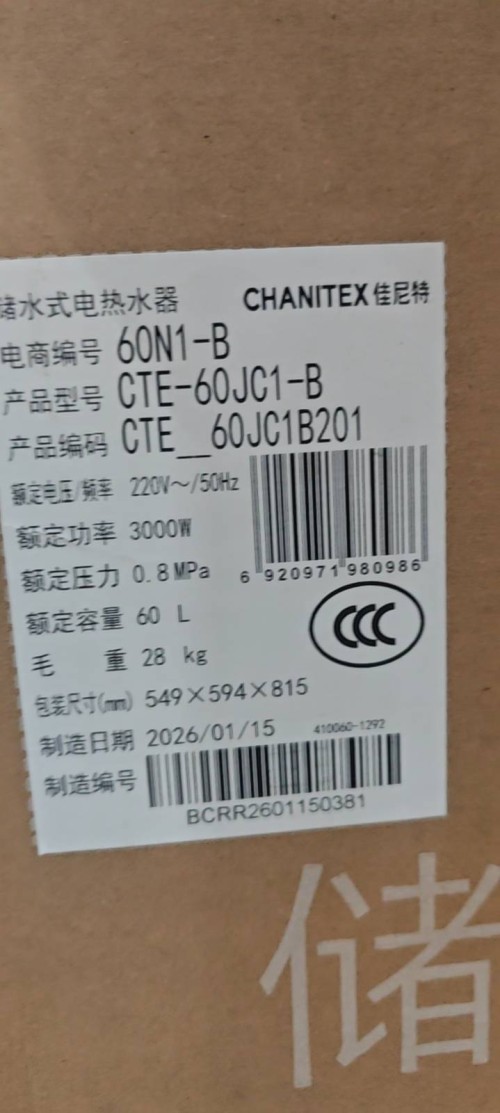 储水式电热水器 CHANITEX 佳尼特
电商编号 60N1-B
产品型号 CTE-60JC1-B
产品编码 CTE__60JC1B201
额定电压/频率 220V～/50Hz
额定功率 3000W
额定压力 0.8MPa
6 920971 980986
额定容量 60 L
CCC
毛 重 28 kg
包装尺寸(mm) 549×594×815
制造日期 2026/01/15 410060-1292
制造编号
BCRR2601150381
储